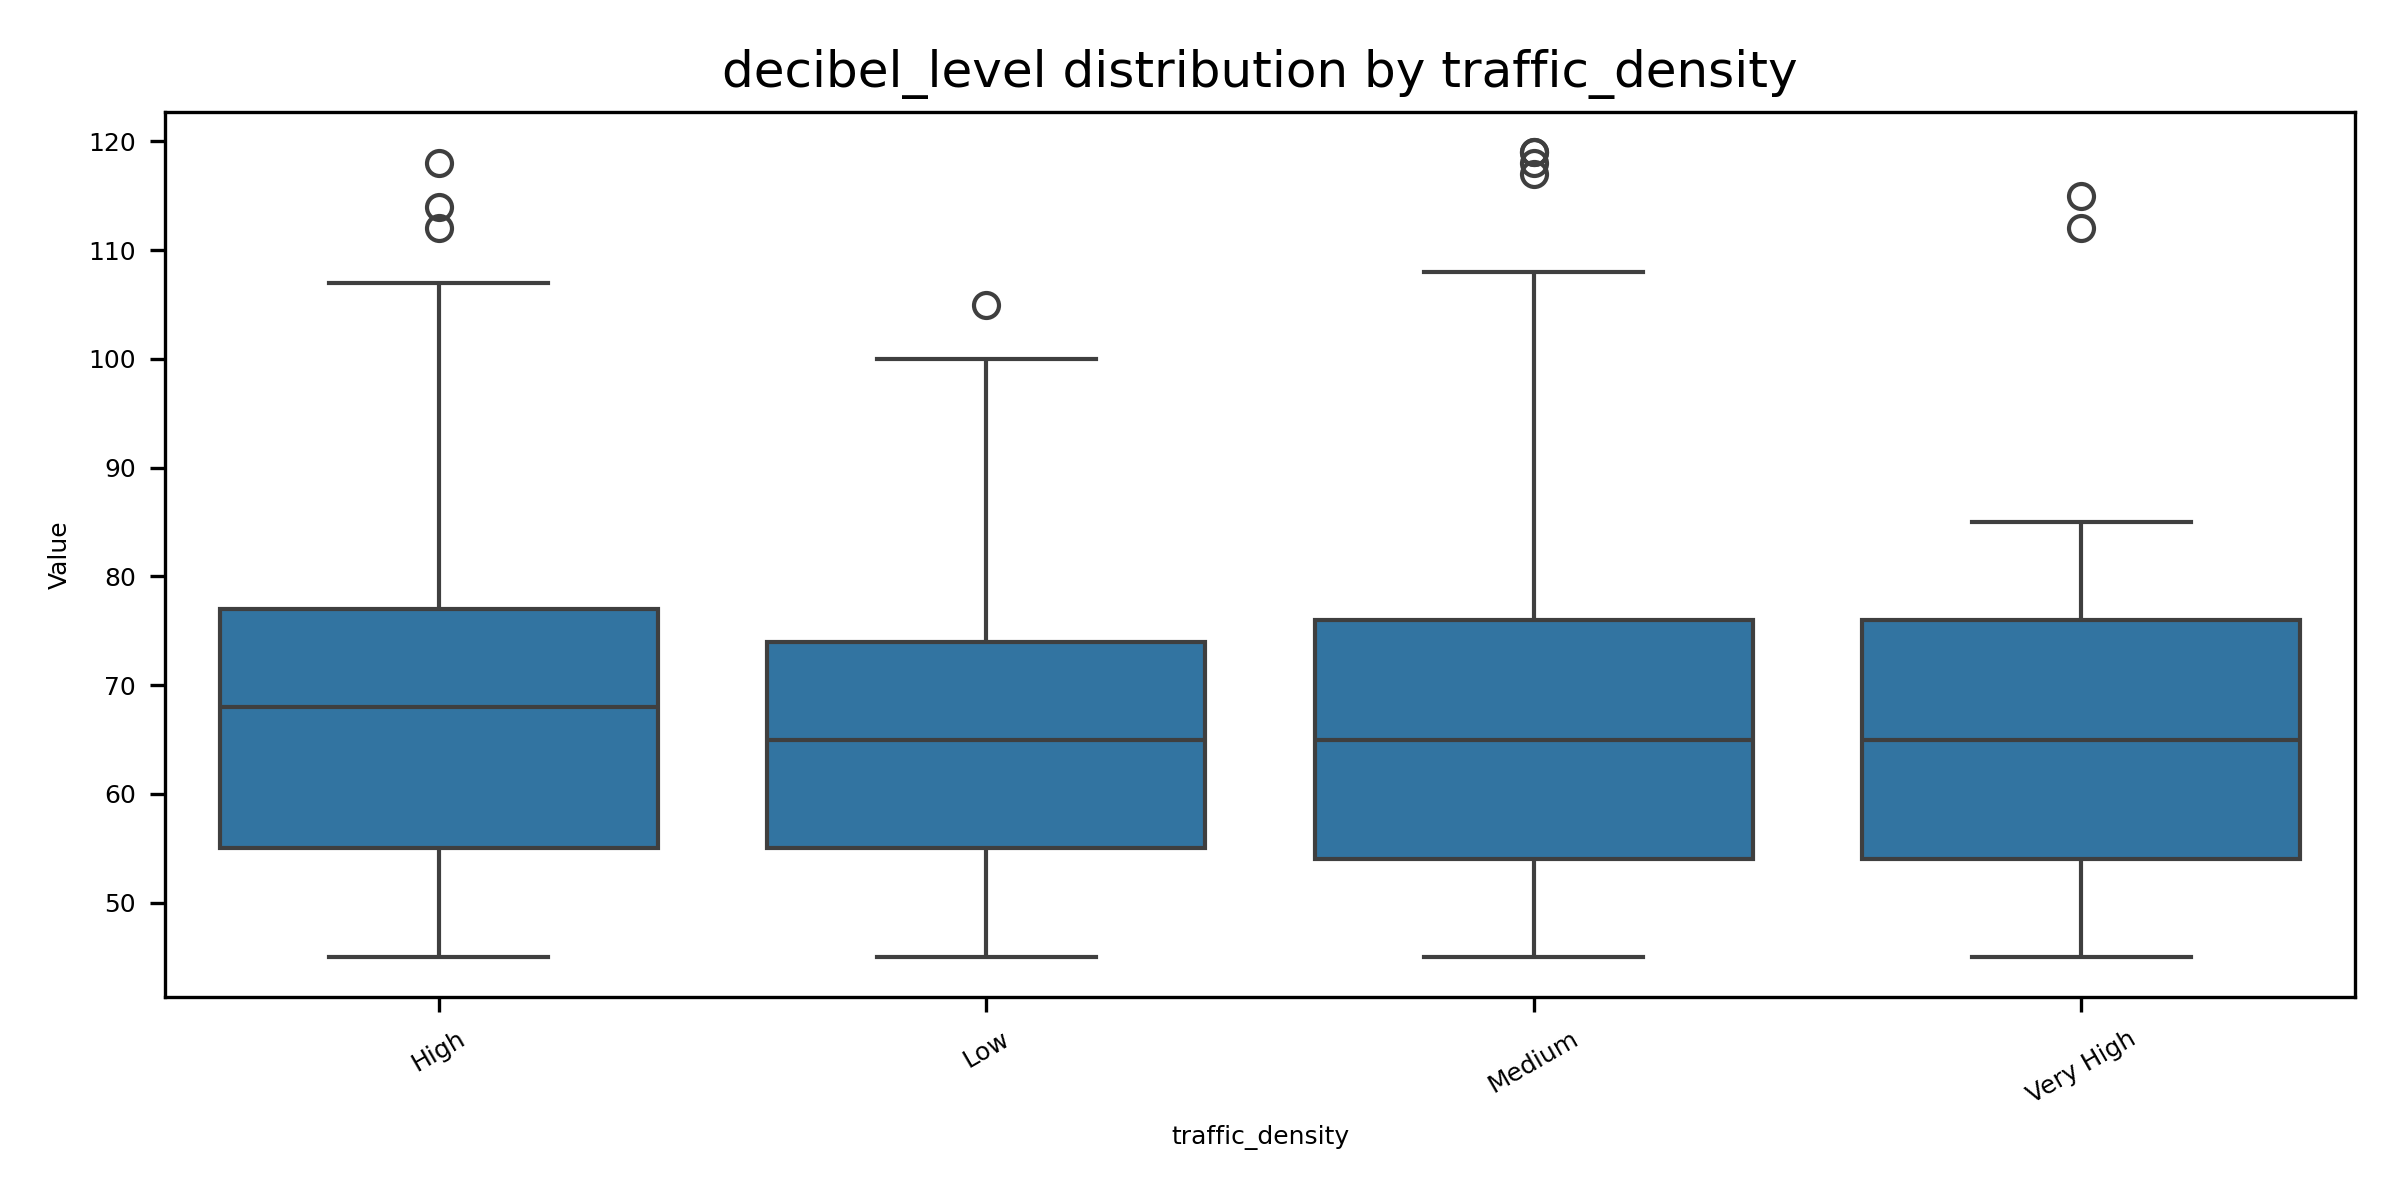 decibel_level distribution by traffic_density
120
110
100
90
80
70
60
50
Value
High
Low
Medium
Very High
traffic_density